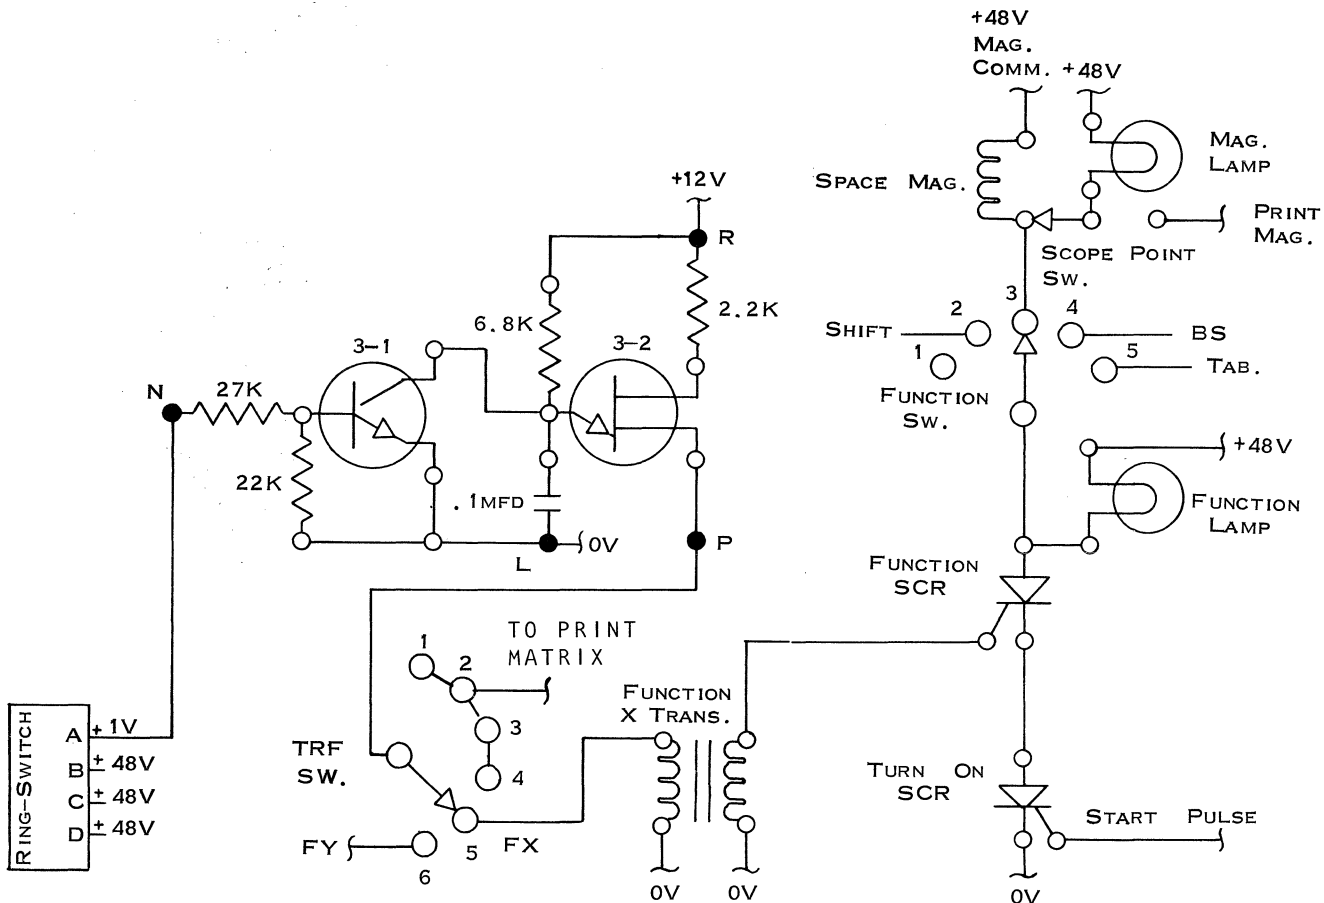 +48V
MAG.
COMM.
+48V
MAG.
LAMP
SPACE MAG.
PRINT
MAG.
SCOPE POINT
SW.
+12V
R
2.2K
6.8K
3-1
3-2
N
27K
22K
.1MFD
L
0V
P
SHIFT
2
3
4
BS
1
5
TAB.
FUNCTION
SW.
+48V
FUNCTION
LAMP
FUNCTION
SCR
TO PRINT
MATRIX
1
2
3
4
FUNCTION
X TRANS.
RING-SWITCH
A + 1V
B + 48V
C + 48V
D + 48V
TRF
SW.
FY
6
5
FX
0V
0V
TURN ON
SCR
START PULSE
0V